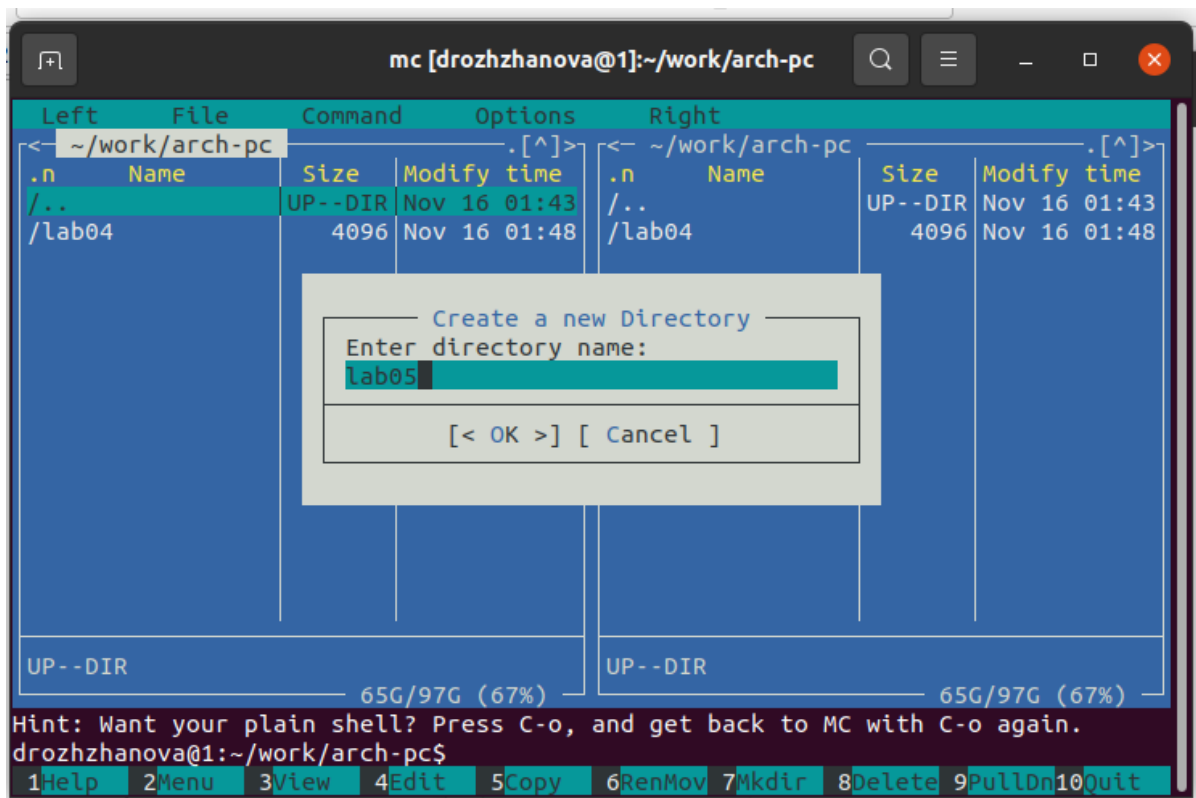 mc [drozhzhanova@1]:~/work/arch-pc
Left File Command Options Right
<─ ~/work/arch-pc ─.[^]>┐ ┌<─ ~/work/arch-pc ─.[^]>
.n Name Size Modify time .n Name Size Modify time
/.. UP--DIR Nov 16 01:43 /.. UP--DIR Nov 16 01:43
/lab04 4096 Nov 16 01:48 /lab04 4096 Nov 16 01:48
Create a new Directory
Enter directory name:
lab05
[< OK >] [ Cancel ]
UP--DIR UP--DIR
65G/97G (67%) 65G/97G (67%)
Hint: Want your plain shell? Press C-o, and get back to MC with C-o again.
drozhzhanova@1:~/work/arch-pc$
1Help 2Menu 3View 4Edit 5Copy 6RenMov 7Mkdir 8Delete 9PullDn 10Quit